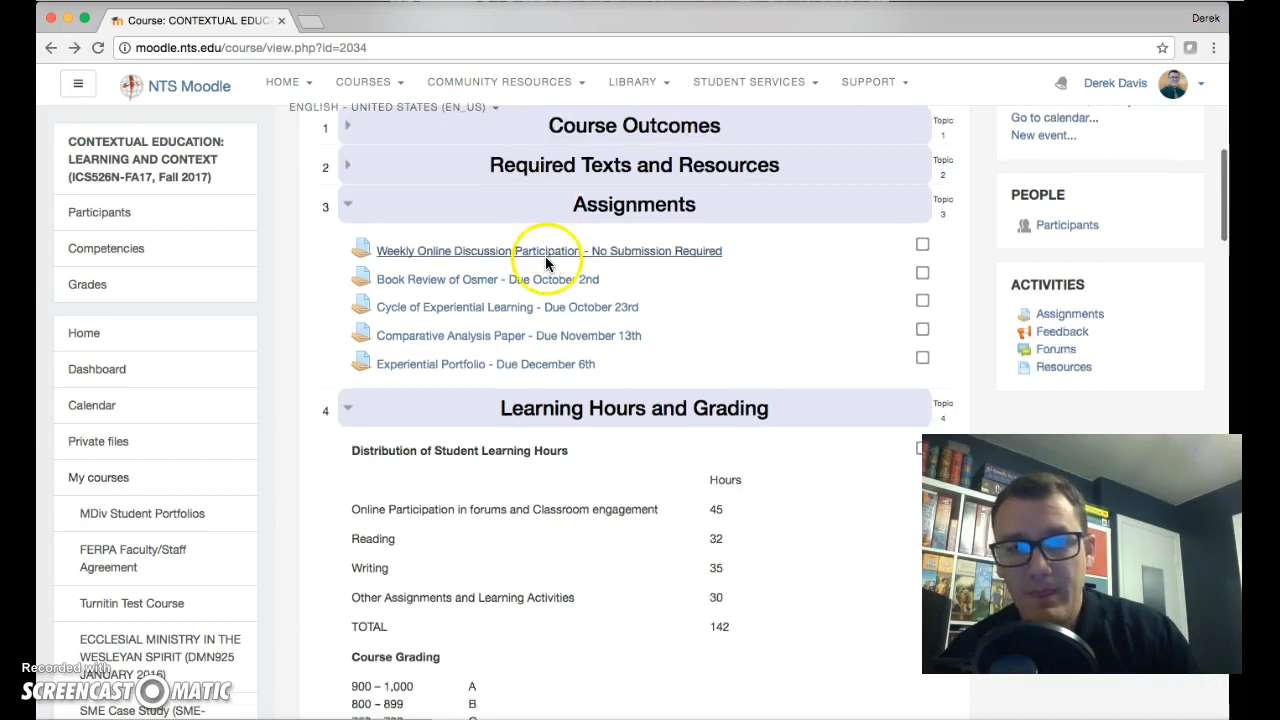 Course: CONTEXTUAL EDUCA
Derek
moodle.nts.edu/course/view.php?id=2034
NTS Moodle
HOME
COURSES
COMMUNITY RESOURCES
LIBRARY
STUDENT SERVICES
SUPPORT
Derek Davis
ENGLISH - UNITED STATES (EN_US)
CONTEXTUAL EDUCATION:
LEARNING AND CONTEXT
(ICS526N-FA17, Fall 2017)
Participants
Competencies
Grades
Home
Dashboard
Calendar
Private files
My courses
MDiv Student Portfolios
FERPA Faculty/Staff
Agreement
Turnitin Test Course
ECCLESIAL MINISTRY IN THE
WESLEYAN SPIRIT (DMN925
JANUARY 2016)
SME Case Study (SME-
1
Course Outcomes
Topic
1
2
Required Texts and Resources
Topic
2
3
Assignments
Topic
3
Weekly Online Discussion Participation - No Submission Required
Book Review of Osmer - Due October 2nd
Cycle of Experiential Learning - Due October 23rd
Comparative Analysis Paper - Due November 13th
Experiential Portfolio - Due December 6th
4
Learning Hours and Grading
Topic
4
Distribution of Student Learning Hours
Hours
Online Participation in forums and Classroom engagement 45
Reading 32
Writing 35
Other Assignments and Learning Activities 30
TOTAL 142
Course Grading
900 – 1,000 A
800 – 899 B
Go to calendar...
New event...
PEOPLE
Participants
ACTIVITIES
Assignments
Feedback
Forums
Resources
Recorded with
SCREENCAST MATIC